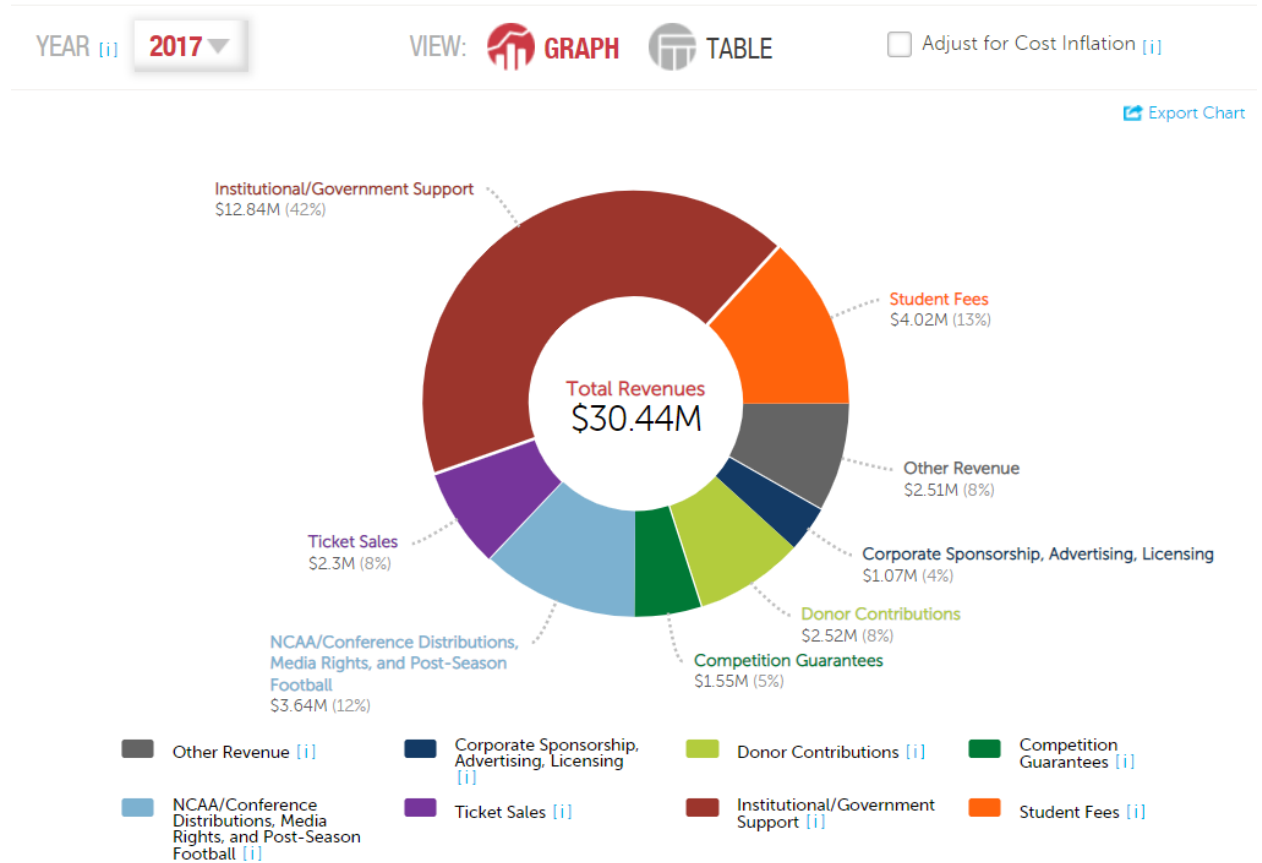 YEAR [i] 2017 VIEW: GRAPH TABLE Adjust for Cost Inflation [i]
Export Chart
Institutional/Government Support
$12.84M (42%)
Student Fees
$4.02M (13%)
Total Revenues
$30.44M
Other Revenue
$2.51M (8%)
Ticket Sales
$2.3M (8%)
Corporate Sponsorship, Advertising, Licensing
$1.07M (4%)
Donor Contributions
$2.52M (8%)
NCAA/Conference Distributions,
Media Rights, and Post-Season
Football
$3.64M (12%)
Competition Guarantees
$1.55M (5%)
Other Revenue [i]
Corporate Sponsorship,
Advertising, Licensing
[i]
Donor Contributions [i]
Competition
Guarantees [i]
NCAA/Conference
Distributions, Media
Rights, and Post-Season
Football [i]
Ticket Sales [i]
Institutional/Government
Support [i]
Student Fees [i]